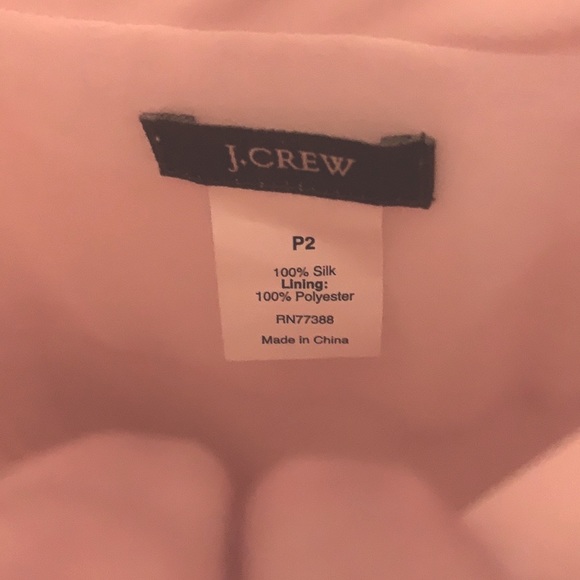 J.CREW
P2
100% Silk
Lining:
100% Polyester
RN77388
Made in China